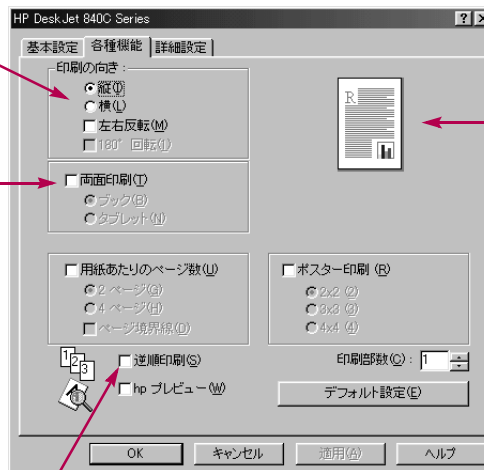 HP DeskJet 840C Series
基本設定 各種機能 詳細設定
印刷の向き:
縦(I)
横(L)
左右反転(M)
180° 回転(1)
R
両面印刷(T)
ブック(B)
タブレット(N)
用紙あたりのページ数(U)
2 ページ(G)
4 ページ(H)
ページ境界線(D)
ポスター印刷 (R)
2x2 (2)
3x3 (3)
4x4 (4)
1 2 3
逆順印刷(S)
hp プレビュー(W)
印刷部数(C): 1
デフォルト設定(E)
OK キャンセル 適用(A) ヘルプ